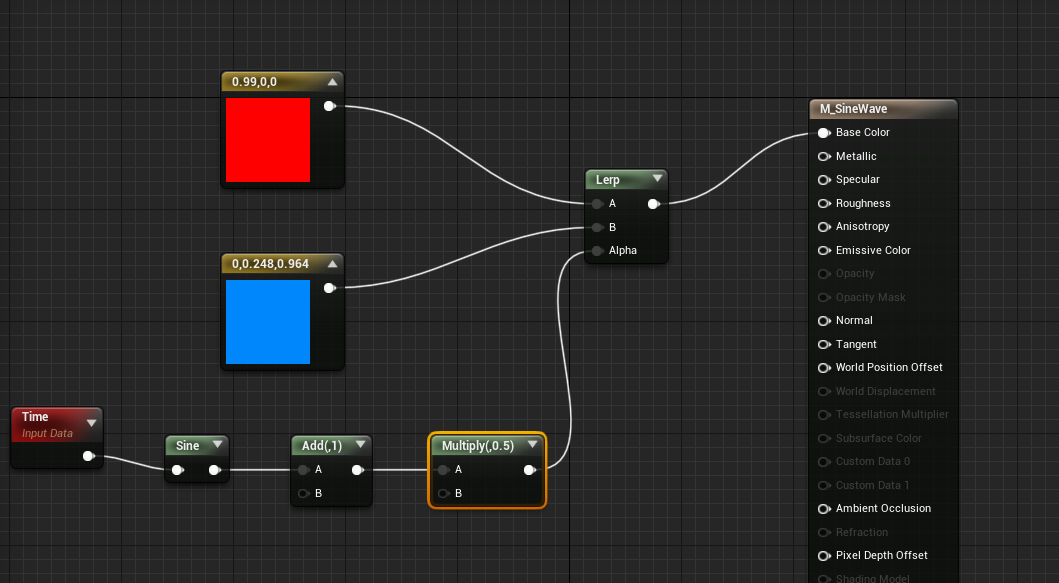 0.99,0,0
0,0.248,0.964
Time
Input Data
Sine
Add(,1)
A
B
Multiply(,0.5)
A
B
Lerp
A
B
Alpha
M_SineWave
Base Color
Metallic
Specular
Roughness
Anisotropy
Emissive Color
Opacity
Opacity Mask
Normal
Tangent
World Position Offset
World Displacement
Tessellation Multiplier
Subsurface Color
Custom Data 0
Custom Data 1
Ambient Occlusion
Refraction
Pixel Depth Offset
Shading Model